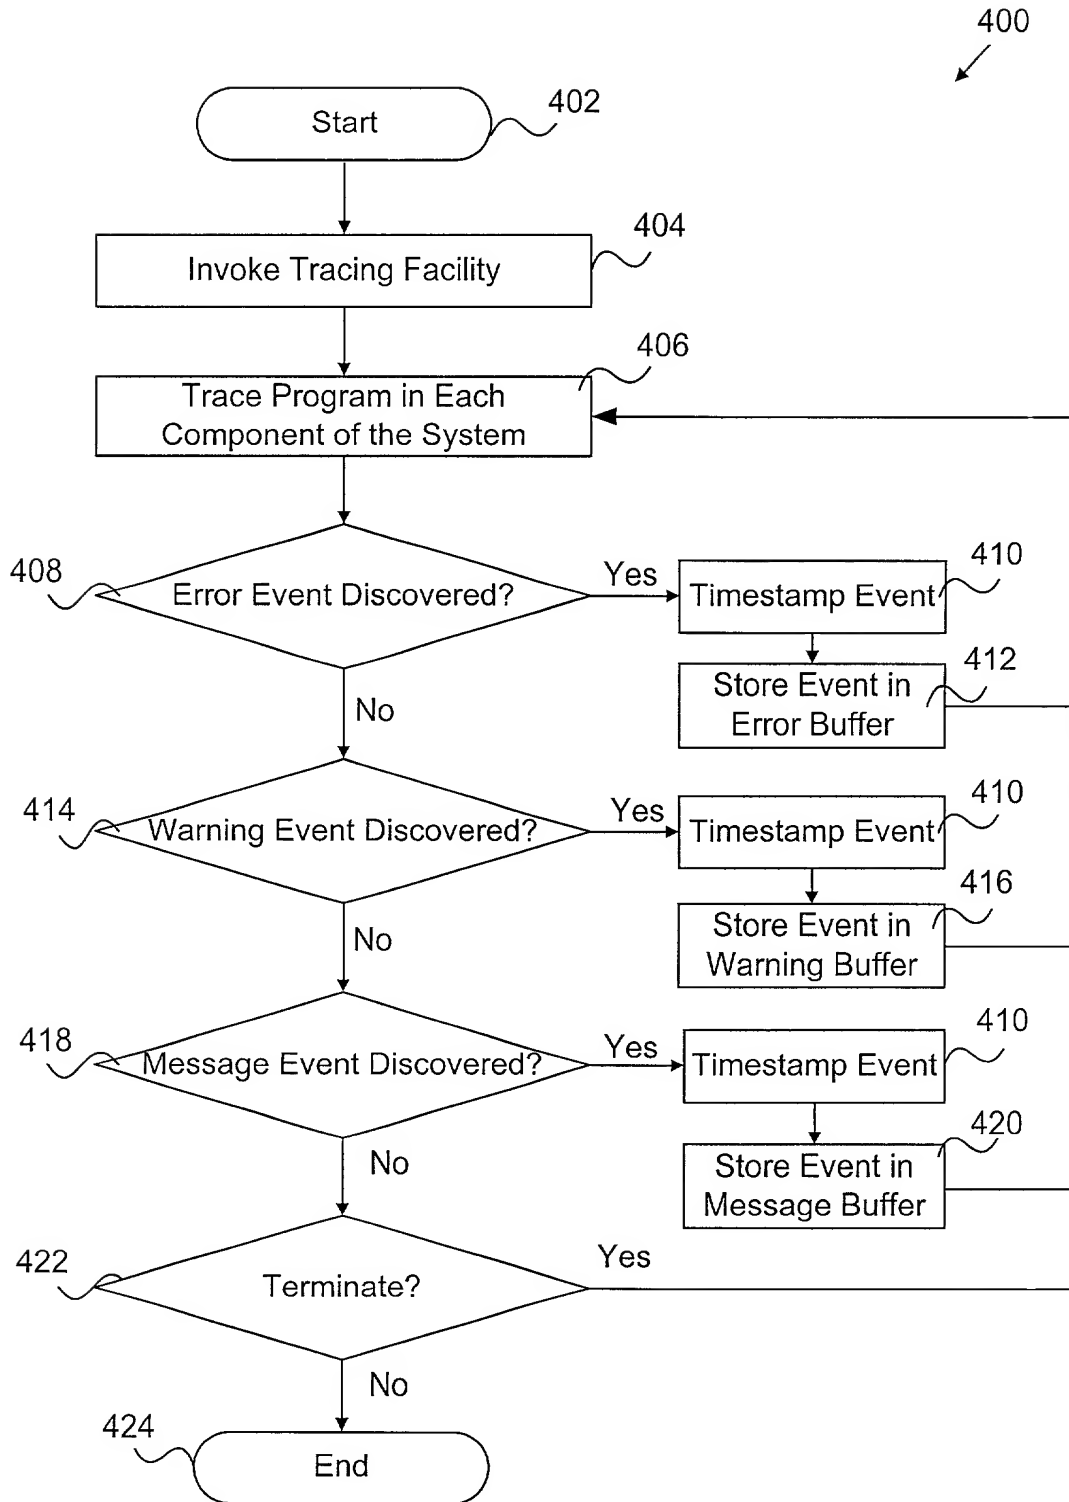 400
Start
402
Invoke Tracing Facility
404
Trace Program in Each
Component of the System
406
408
Error Event Discovered?
Yes
Timestamp Event
410
Store Event in
Error Buffer
412
No
414
Warning Event Discovered?
Yes
Timestamp Event
410
Store Event in
Warning Buffer
416
No
418
Message Event Discovered?
Yes
Timestamp Event
410
Store Event in
Message Buffer
420
No
422
Terminate?
Yes
No
424
End